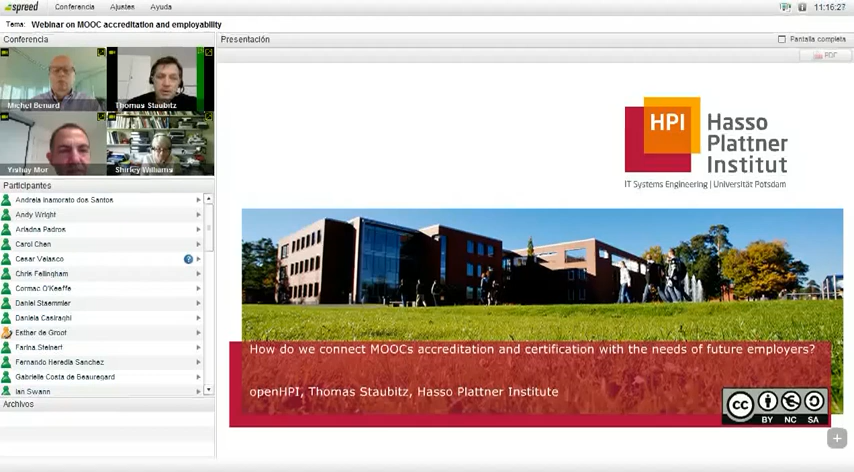 spreed
Conferencia Ajustes Ayuda
11:16:27
Tema: Webinar on MOOC accreditation and employability
Conferencia
Presentación
Pantalla completa
PDF
Michel Benard
Thomas Staubitz
Yishay Mor
Shirley Williams
Participantes
Andreia Inamorato dos Santos
Andy Wright
Ariadna Padros
Carol Chen
Cesar Velasco
Chris Fellingham
Cormac O'Keeffe
Daniel Staemmler
Daniela Casiraghi
Esther de Groot
Farina Steinert
Fernando Heredia Sanchez
Gabrielle Costa de Beauregard
Ian Swann
Archivos
HPI
Hasso
Plattner
Institut
IT Systems Engineering | Universität Potsdam
How do we connect MOOCs accreditation and certification with the needs of future employers?
openHPI, Thomas Staubitz, Hasso Plattner Institute
cc
BY NC SA